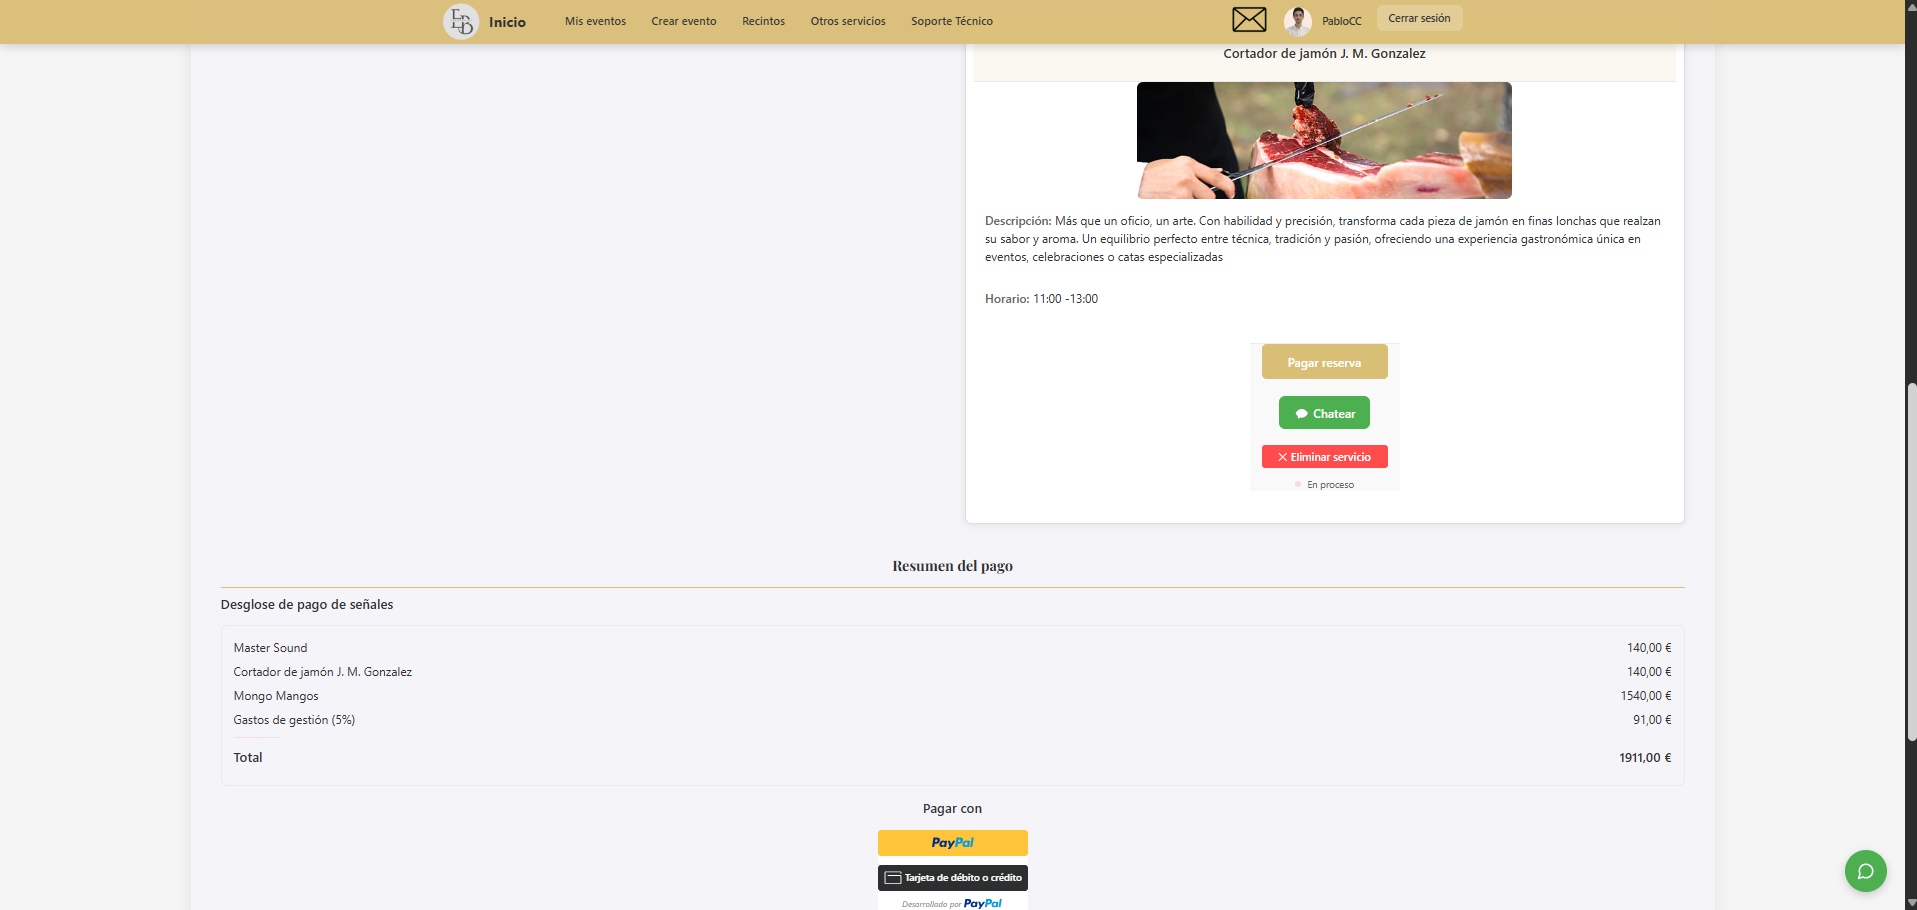 EB
Inicio
Mis eventos
Crear evento
Recintos
Otros servicios
Soporte Técnico
PabloCC
Cerrar sesión
Cortador de jamón J. M. Gonzalez
Descripción: Más que un oficio, un arte. Con habilidad y precisión, transforma cada pieza de jamón en finas lonchas que realzan
su sabor y aroma. Un equilibrio perfecto entre técnica, tradición y pasión, ofreciendo una experiencia gastronómica única en
eventos, celebraciones o catas especializadas
Horario: 11:00 -13:00
Pagar reserva
Chatear
Eliminar servicio
En proceso
Resumen del pago
Desglose de pago de señales
Master Sound 140,00 €
Cortador de jamón J. M. Gonzalez 140,00 €
Mongo Mangos 1540,00 €
Gastos de gestión (5%) 91,00 €
Total 1911,00 €
Pagar con
PayPal
Tarjeta de débito o crédito
Desarrollado por PayPal